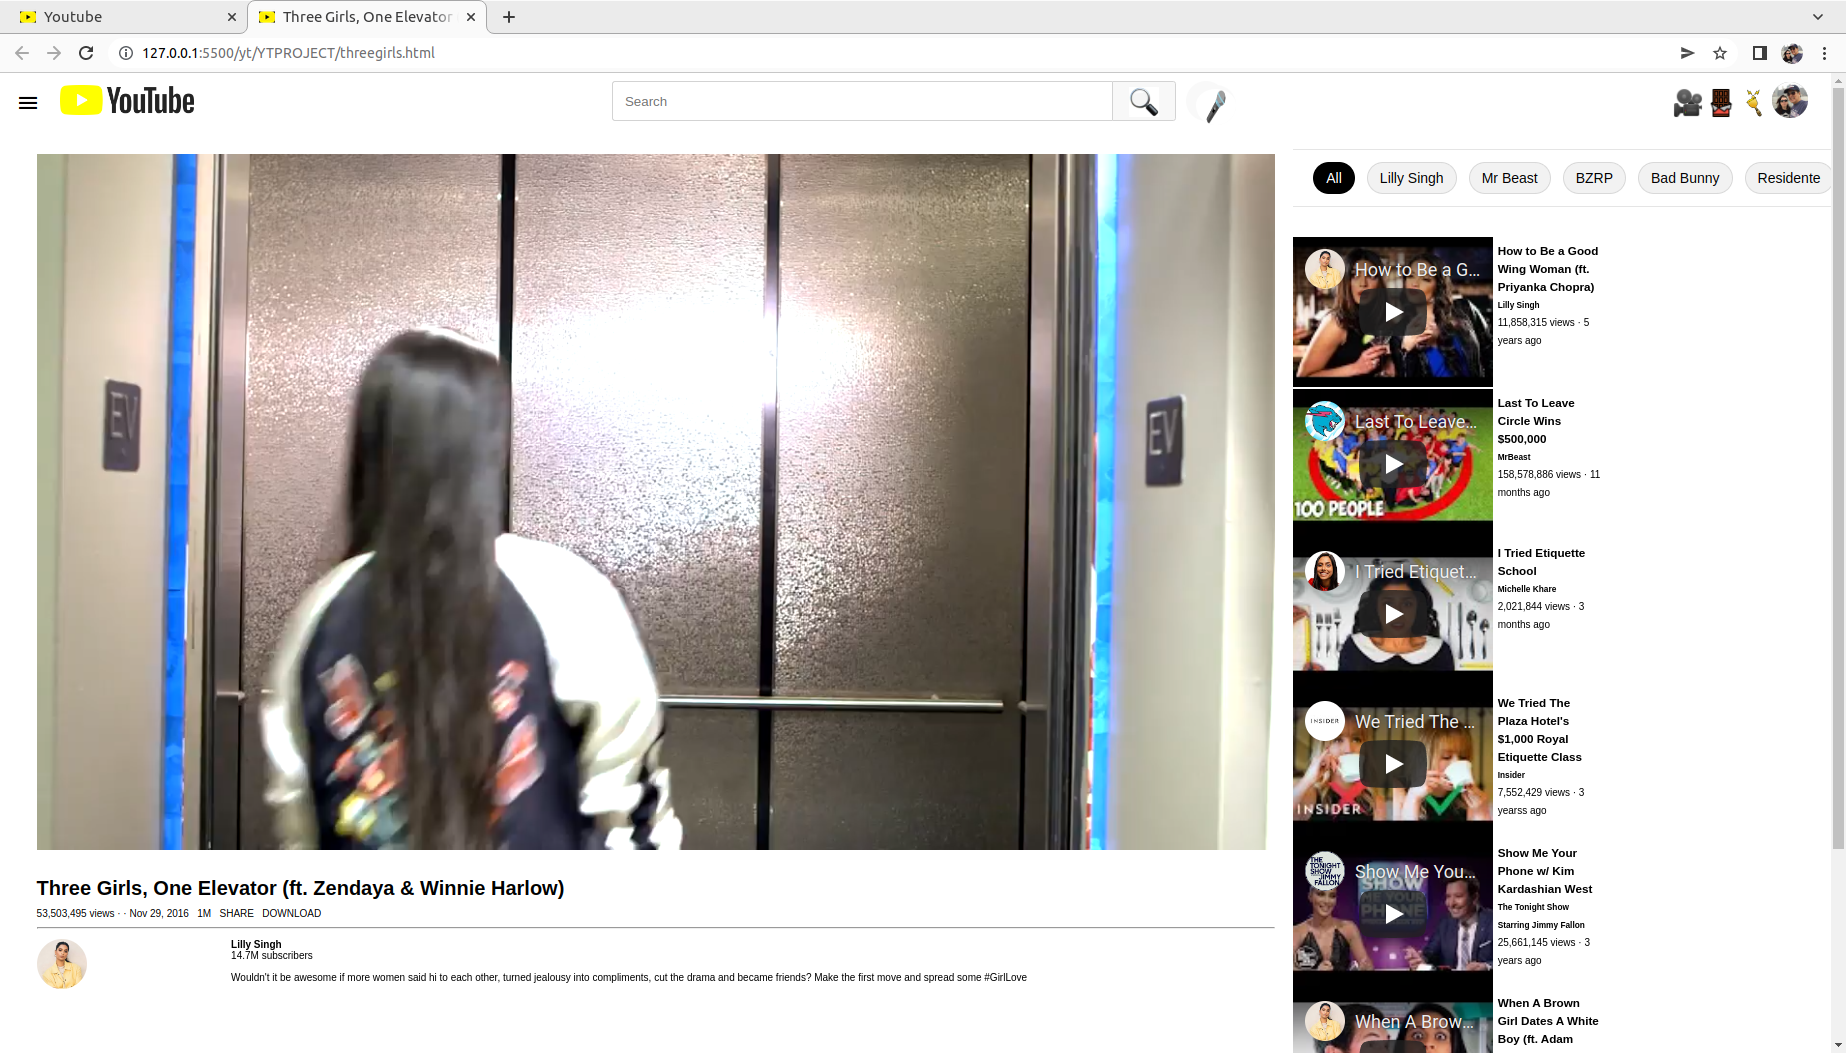 Youtube
Three Girls, One Elevator
127.0.0.1:5500/yt/YTPROJECT/threegirls.html
YouTube
Search
All
Lilly Singh
Mr Beast
BZRP
Bad Bunny
Residente
EV
EV
How to Be a G...
How to Be a Good
Wing Woman (ft.
Priyanka Chopra)
Lilly Singh
11,858,315 views · 5
years ago
Last To Leave...
100 PEOPLE
Last To Leave
Circle Wins
$500,000
MrBeast
158,578,886 views · 11
months ago
I Tried Etiquet...
I Tried Etiquette
School
Michelle Khare
2,021,844 views · 3
months ago
INSIDER
We Tried The ...
INSIDER
We Tried The
Plaza Hotel's
$1,000 Royal
Etiquette Class
Insider
7,552,429 views · 3
yearss ago
THE
TONIGHT
SHOW
JIMMY
FALLON
Show Me You...
SHOW
ME YOUR
PHONE
Show Me Your
Phone w/ Kim
Kardashian West
The Tonight Show
Starring Jimmy Fallon
25,661,145 views · 3
years ago
When A Brow...
When A Brown
Girl Dates A White
Boy (ft. Adam
Three Girls, One Elevator (ft. Zendaya & Winnie Harlow)
53,503,495 views · · Nov 29, 2016 1M SHARE DOWNLOAD
Lilly Singh
14.7M subscribers
Wouldn't it be awesome if more women said hi to each other, turned jealousy into compliments, cut the drama and became friends? Make the first move and spread some #GirlLove